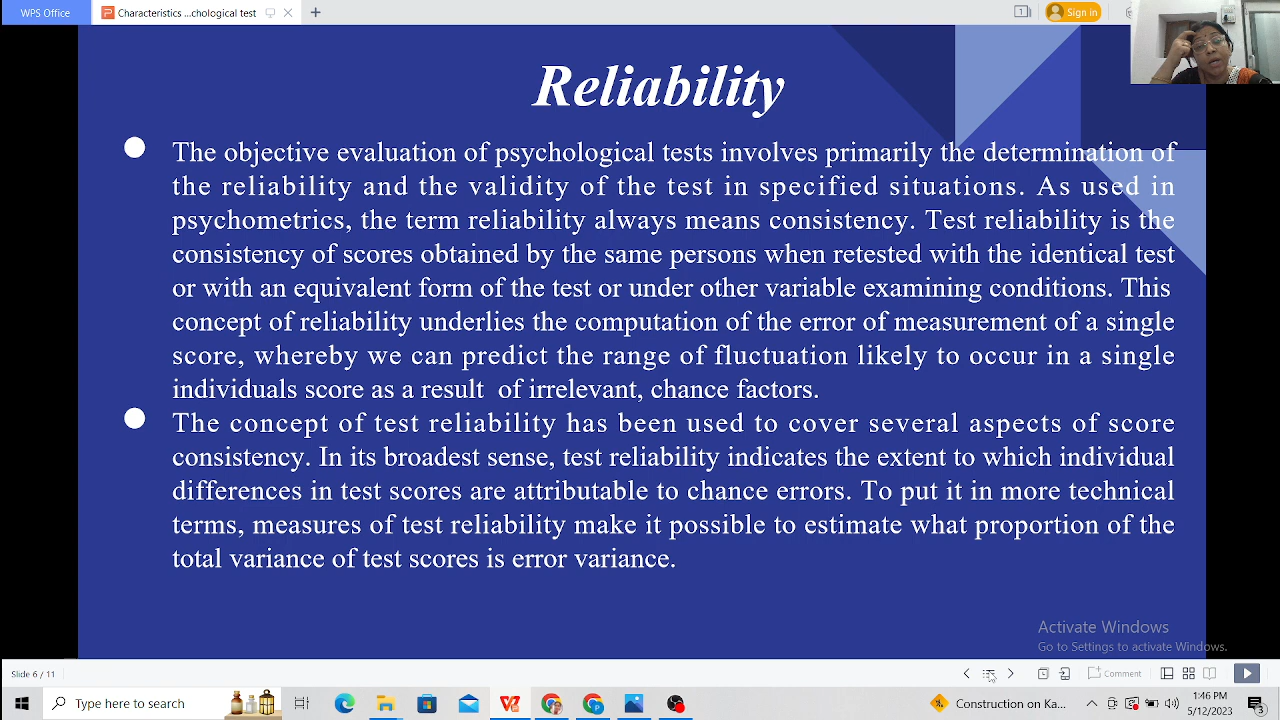 WPS Office
Characteristics ...chological test
Sign in
Reliability
The objective evaluation of psychological tests involves primarily the determination of
the reliability and the validity of the test in specified situations. As used in
psychometrics, the term reliability always means consistency. Test reliability is the
consistency of scores obtained by the same persons when retested with the identical test
or with an equivalent form of the test or under other variable examining conditions. This
concept of reliability underlies the computation of the error of measurement of a single
score, whereby we can predict the range of fluctuation likely to occur in a single
individuals score as a result of irrelevant, chance factors.
The concept of test reliability has been used to cover several aspects of score
consistency. In its broadest sense, test reliability indicates the extent to which individual
differences in test scores are attributable to chance errors. To put it in more technical
terms, measures of test reliability make it possible to estimate what proportion of the
total variance of test scores is error variance.
Activate Windows
Go to Settings to activate Windows.
Slide 6 / 11
Comment
Type here to search
Construction on Ka...
1:46 PM
5/12/2023
3